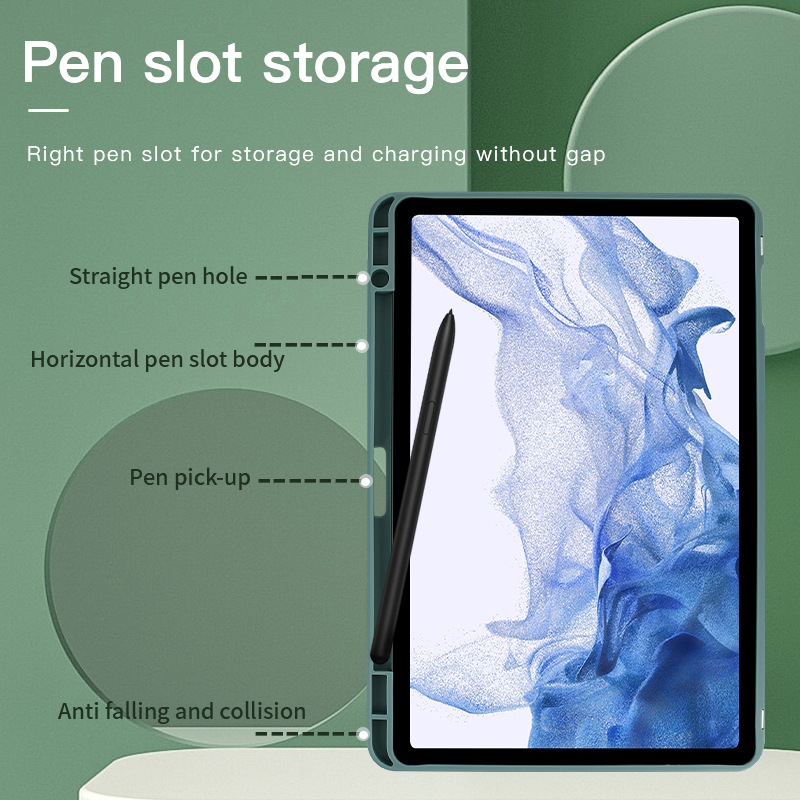 Pen slot storage
Right pen slot for storage and charging without gap
Straight pen hole
Horizontal pen slot body
Pen pick-up
Anti falling and collision